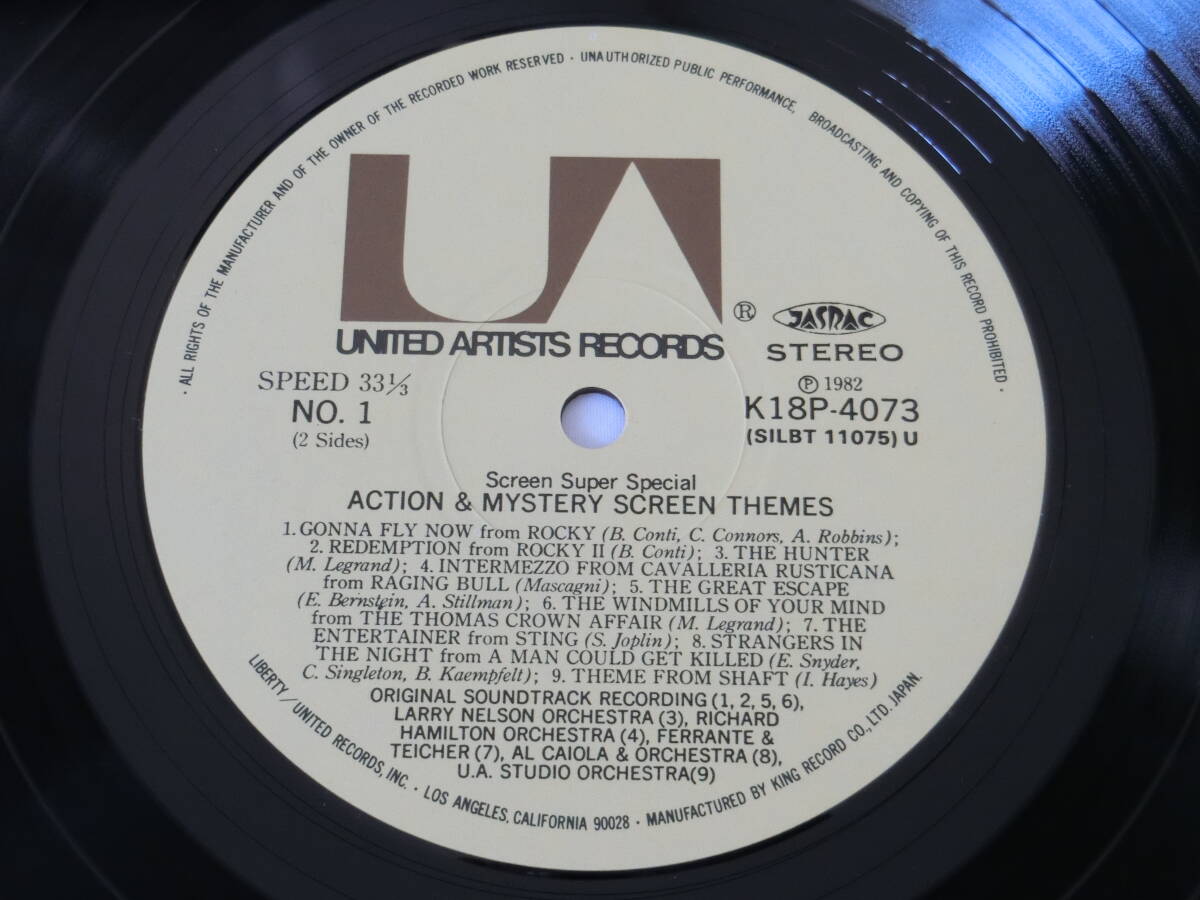 · ALL RIGHTS OF THE MANUFACTURER AND OF THE OWNER OF THE RECORDED WORK RESERVED · UNAUTHORIZED PUBLIC PERFORMANCE, BROADCASTING AND COPYING OF THIS RECORD PROHIBITED ·
UA
UNITED ARTISTS RECORDS
®
JASRAC
STEREO
SPEED 33⅓
NO. 1
(2 Sides)
Ⓟ 1982
K18P-4073
(SILBT 11075) U
Screen Super Special
ACTION & MYSTERY SCREEN THEMES
1. GONNA FLY NOW from ROCKY (B. Conti, C. Connors, A. Robbins);
2. REDEMPTION from ROCKY II (B. Conti); 3. THE HUNTER
(M. Legrand); 4. INTERMEZZO FROM CAVALLERIA RUSTICANA
from RAGING BULL (Mascagni); 5. THE GREAT ESCAPE
(E. Bernstein, A. Stillman); 6. THE WINDMILLS OF YOUR MIND
from THE THOMAS CROWN AFFAIR (M. Legrand); 7. THE
ENTERTAINER from STING (S. Joplin); 8. STRANGERS IN
THE NIGHT from A MAN COULD GET KILLED (E. Snyder,
C. Singleton, B. Kaempfelt); 9. THEME FROM SHAFT (I. Hayes)
ORIGINAL SOUNDTRACK RECORDING (1, 2, 5, 6),
LARRY NELSON ORCHESTRA (3), RICHARD
HAMILTON ORCHESTRA (4), FERRANTE &
TEICHER (7), AL CAIOLA & ORCHESTRA (8),
U.A. STUDIO ORCHESTRA(9)
LIBERTY/UNITED RECORDS, INC. · LOS ANGELES, CALIFORNIA 90028 · MANUFACTURED BY KING RECORD CO., LTD. JAPAN.